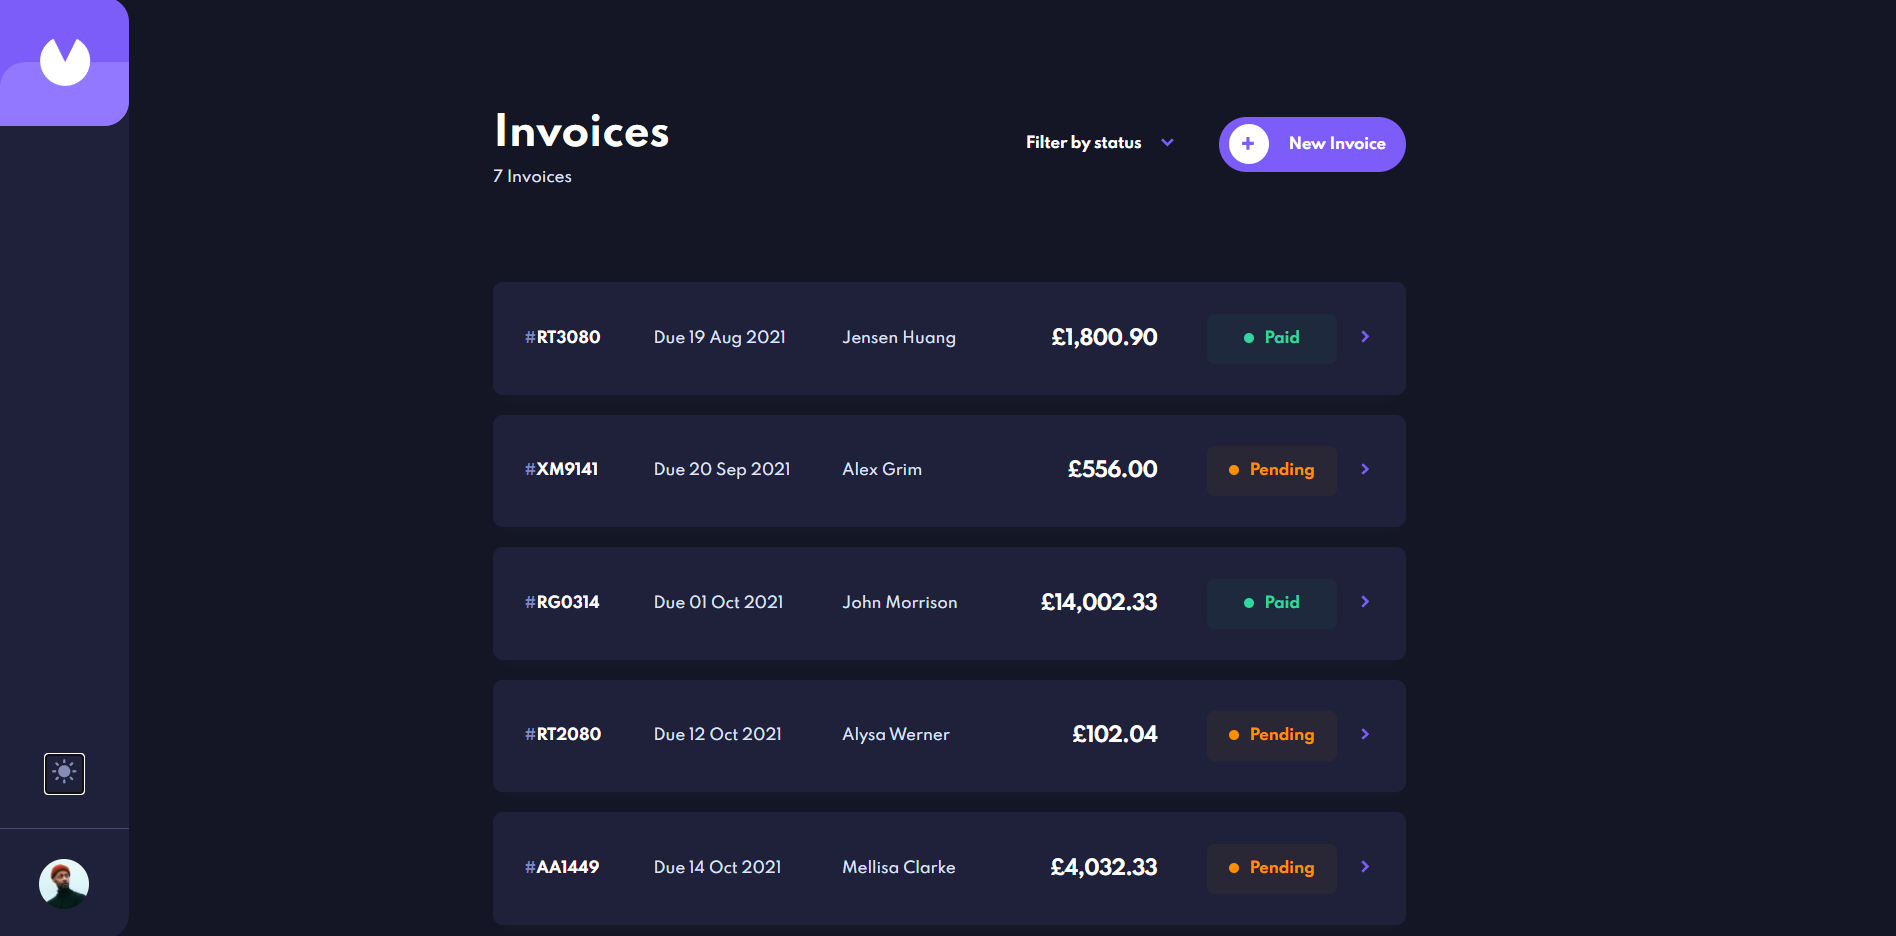 Invoices
7 Invoices
Filter by status
New Invoice
#RT3080 Due 19 Aug 2021 Jensen Huang £1,800.90 Paid
#XM9141 Due 20 Sep 2021 Alex Grim £556.00 Pending
#RG0314 Due 01 Oct 2021 John Morrison £14,002.33 Paid
#RT2080 Due 12 Oct 2021 Alysa Werner £102.04 Pending
#AA1449 Due 14 Oct 2021 Mellisa Clarke £4,032.33 Pending